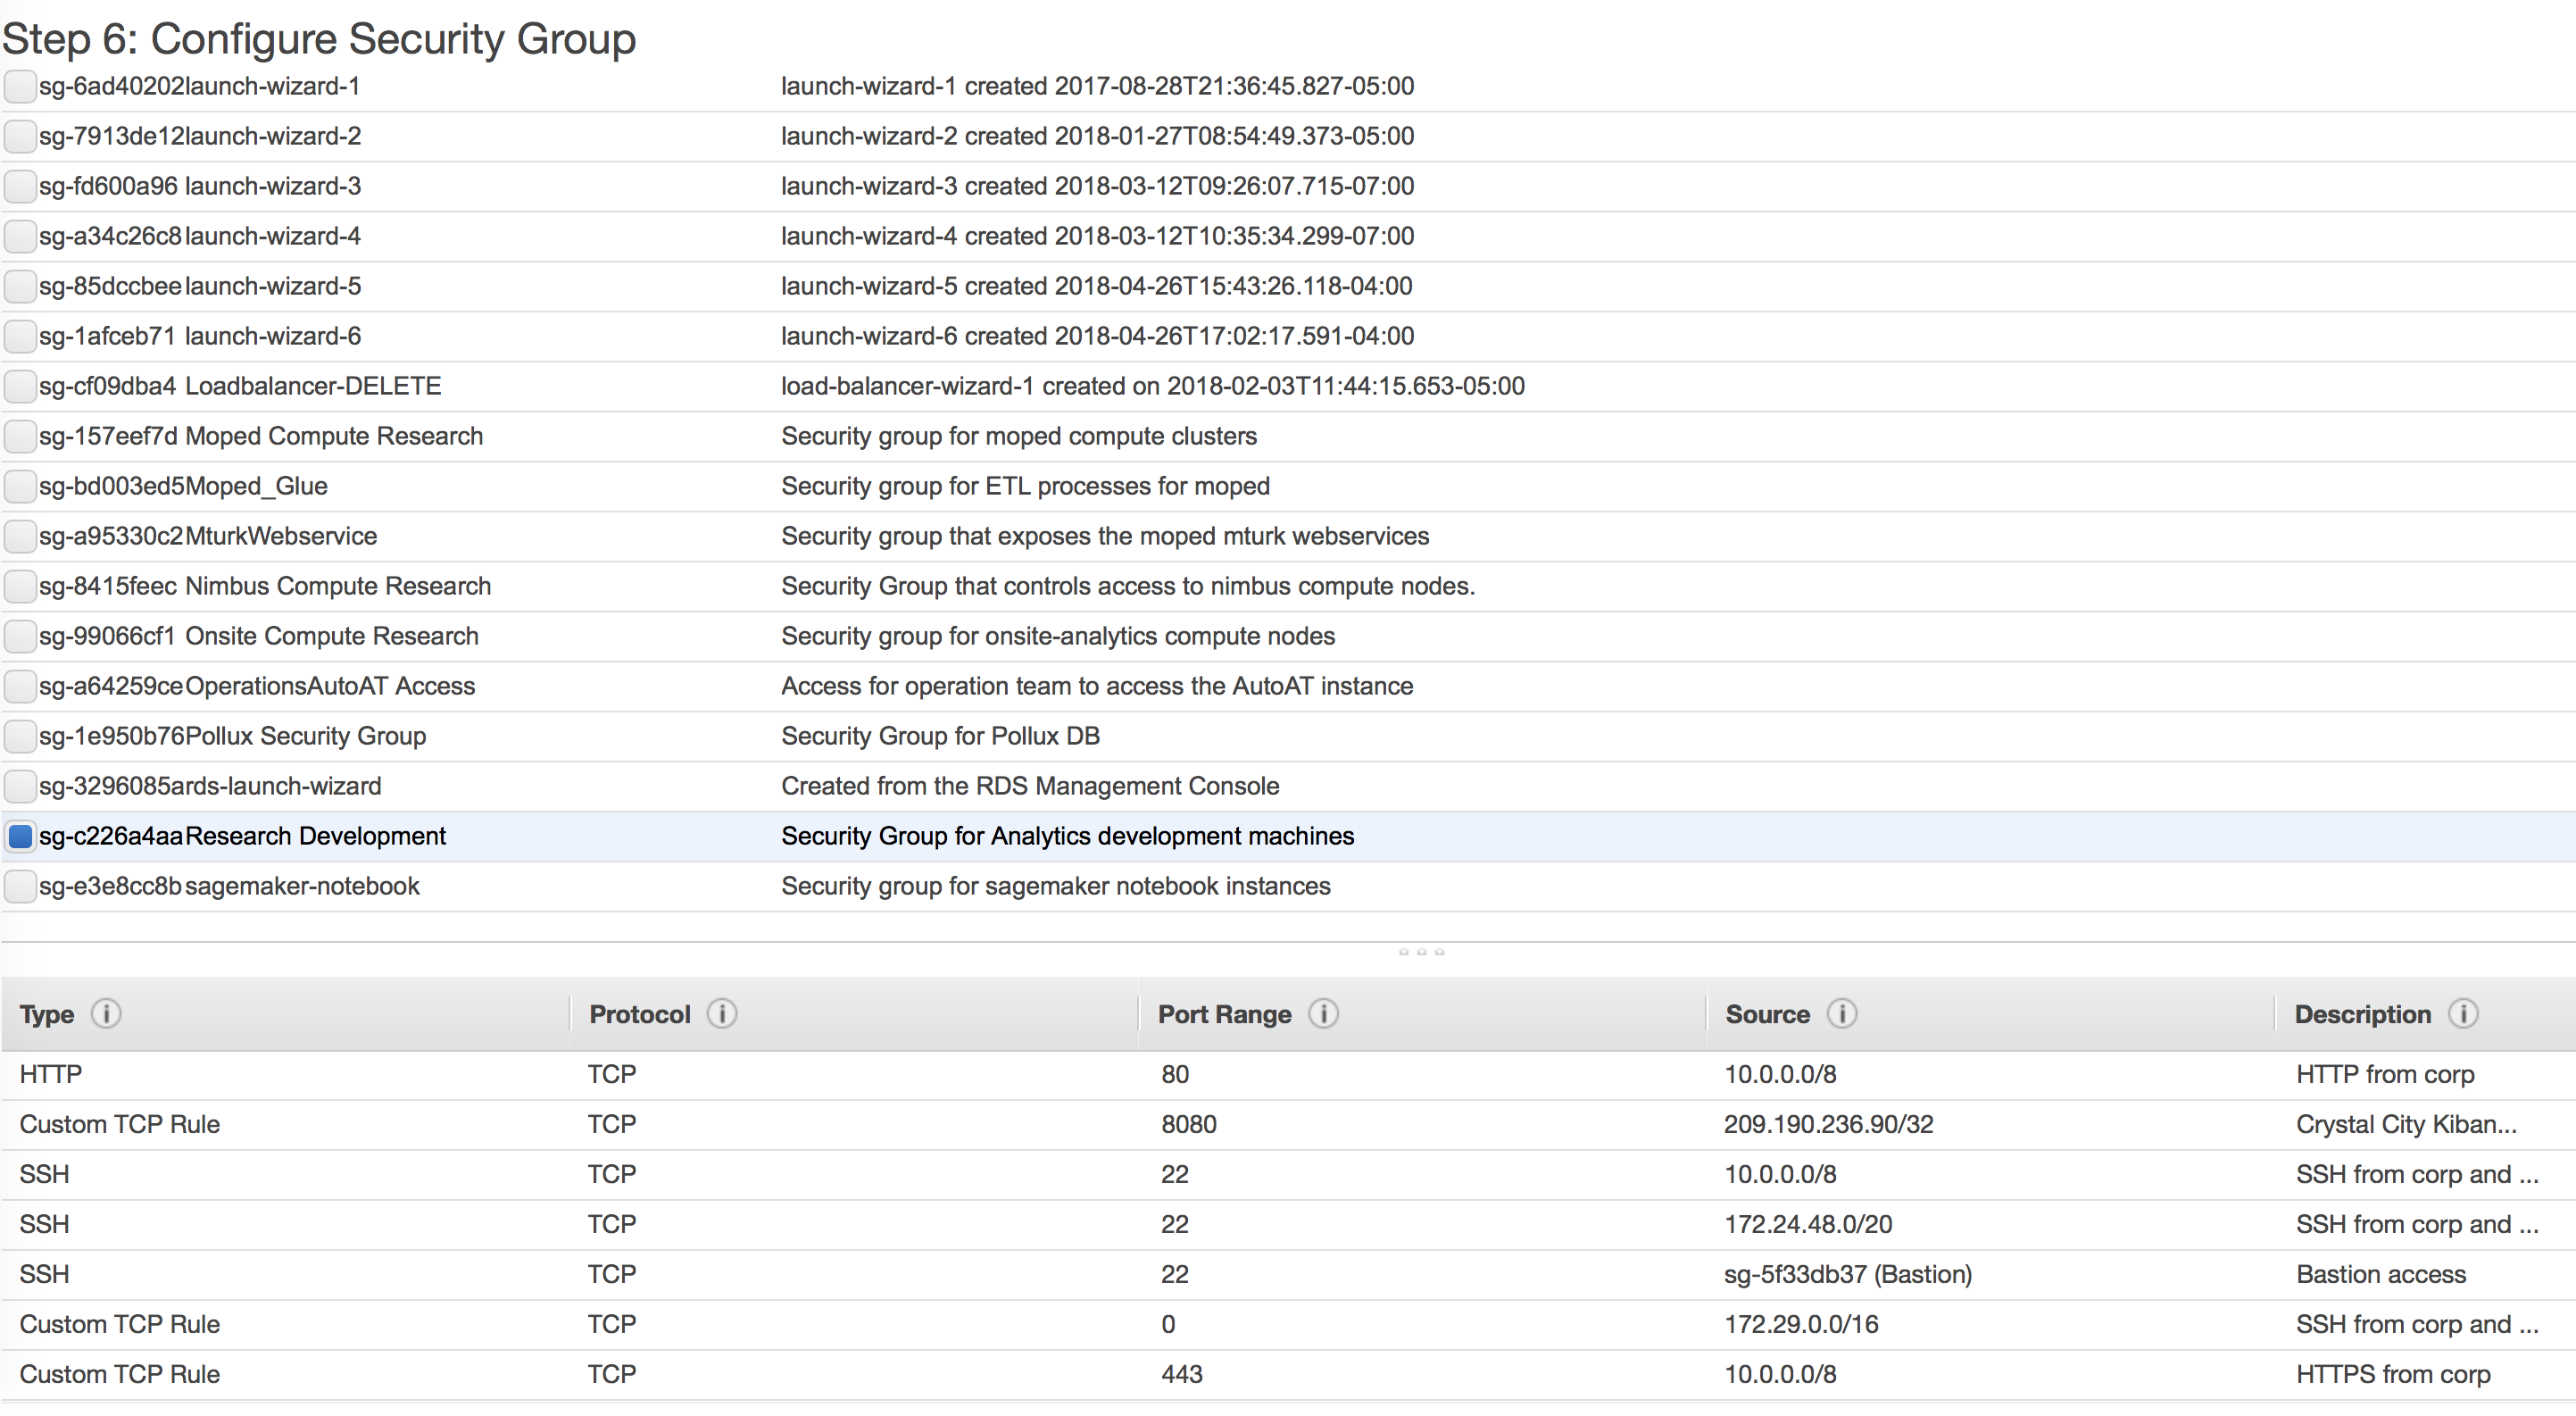 Step 6: Configure Security Group
sg-6ad40202 launch-wizard-1 launch-wizard-1 created 2017-08-28T21:36:45.827-05:00
sg-7913de12 launch-wizard-2 launch-wizard-2 created 2018-01-27T08:54:49.373-05:00
sg-fd600a96 launch-wizard-3 launch-wizard-3 created 2018-03-12T09:26:07.715-07:00
sg-a34c26c8 launch-wizard-4 launch-wizard-4 created 2018-03-12T10:35:34.299-07:00
sg-85dccbee launch-wizard-5 launch-wizard-5 created 2018-04-26T15:43:26.118-04:00
sg-1afceb71 launch-wizard-6 launch-wizard-6 created 2018-04-26T17:02:17.591-04:00
sg-cf09dba4 Loadbalancer-DELETE load-balancer-wizard-1 created on 2018-02-03T11:44:15.653-05:00
sg-157eef7d Moped Compute Research Security group for moped compute clusters
sg-bd003ed5 Moped_Glue Security group for ETL processes for moped
sg-a95330c2 MturkWebservice Security group that exposes the moped mturk webservices
sg-8415feec Nimbus Compute Research Security Group that controls access to nimbus compute nodes.
sg-99066cf1 Onsite Compute Research Security group for onsite-analytics compute nodes
sg-a64259ce OperationsAutoAT Access Access for operation team to access the AutoAT instance
sg-1e950b76 Pollux Security Group Security Group for Pollux DB
sg-3296085a rds-launch-wizard Created from the RDS Management Console
sg-c226a4aa Research Development Security Group for Analytics development machines
sg-e3e8cc8b sagemaker-notebook Security group for sagemaker notebook instances
Type Protocol Port Range Source Description
HTTP TCP 80 10.0.0.0/8 HTTP from corp
Custom TCP Rule TCP 8080 209.190.236.90/32 Crystal City Kiban...
SSH TCP 22 10.0.0.0/8 SSH from corp and ...
SSH TCP 22 172.24.48.0/20 SSH from corp and ...
SSH TCP 22 sg-5f33db37 (Bastion) Bastion access
Custom TCP Rule TCP 0 172.29.0.0/16 SSH from corp and ...
Custom TCP Rule TCP 443 10.0.0.0/8 HTTPS from corp